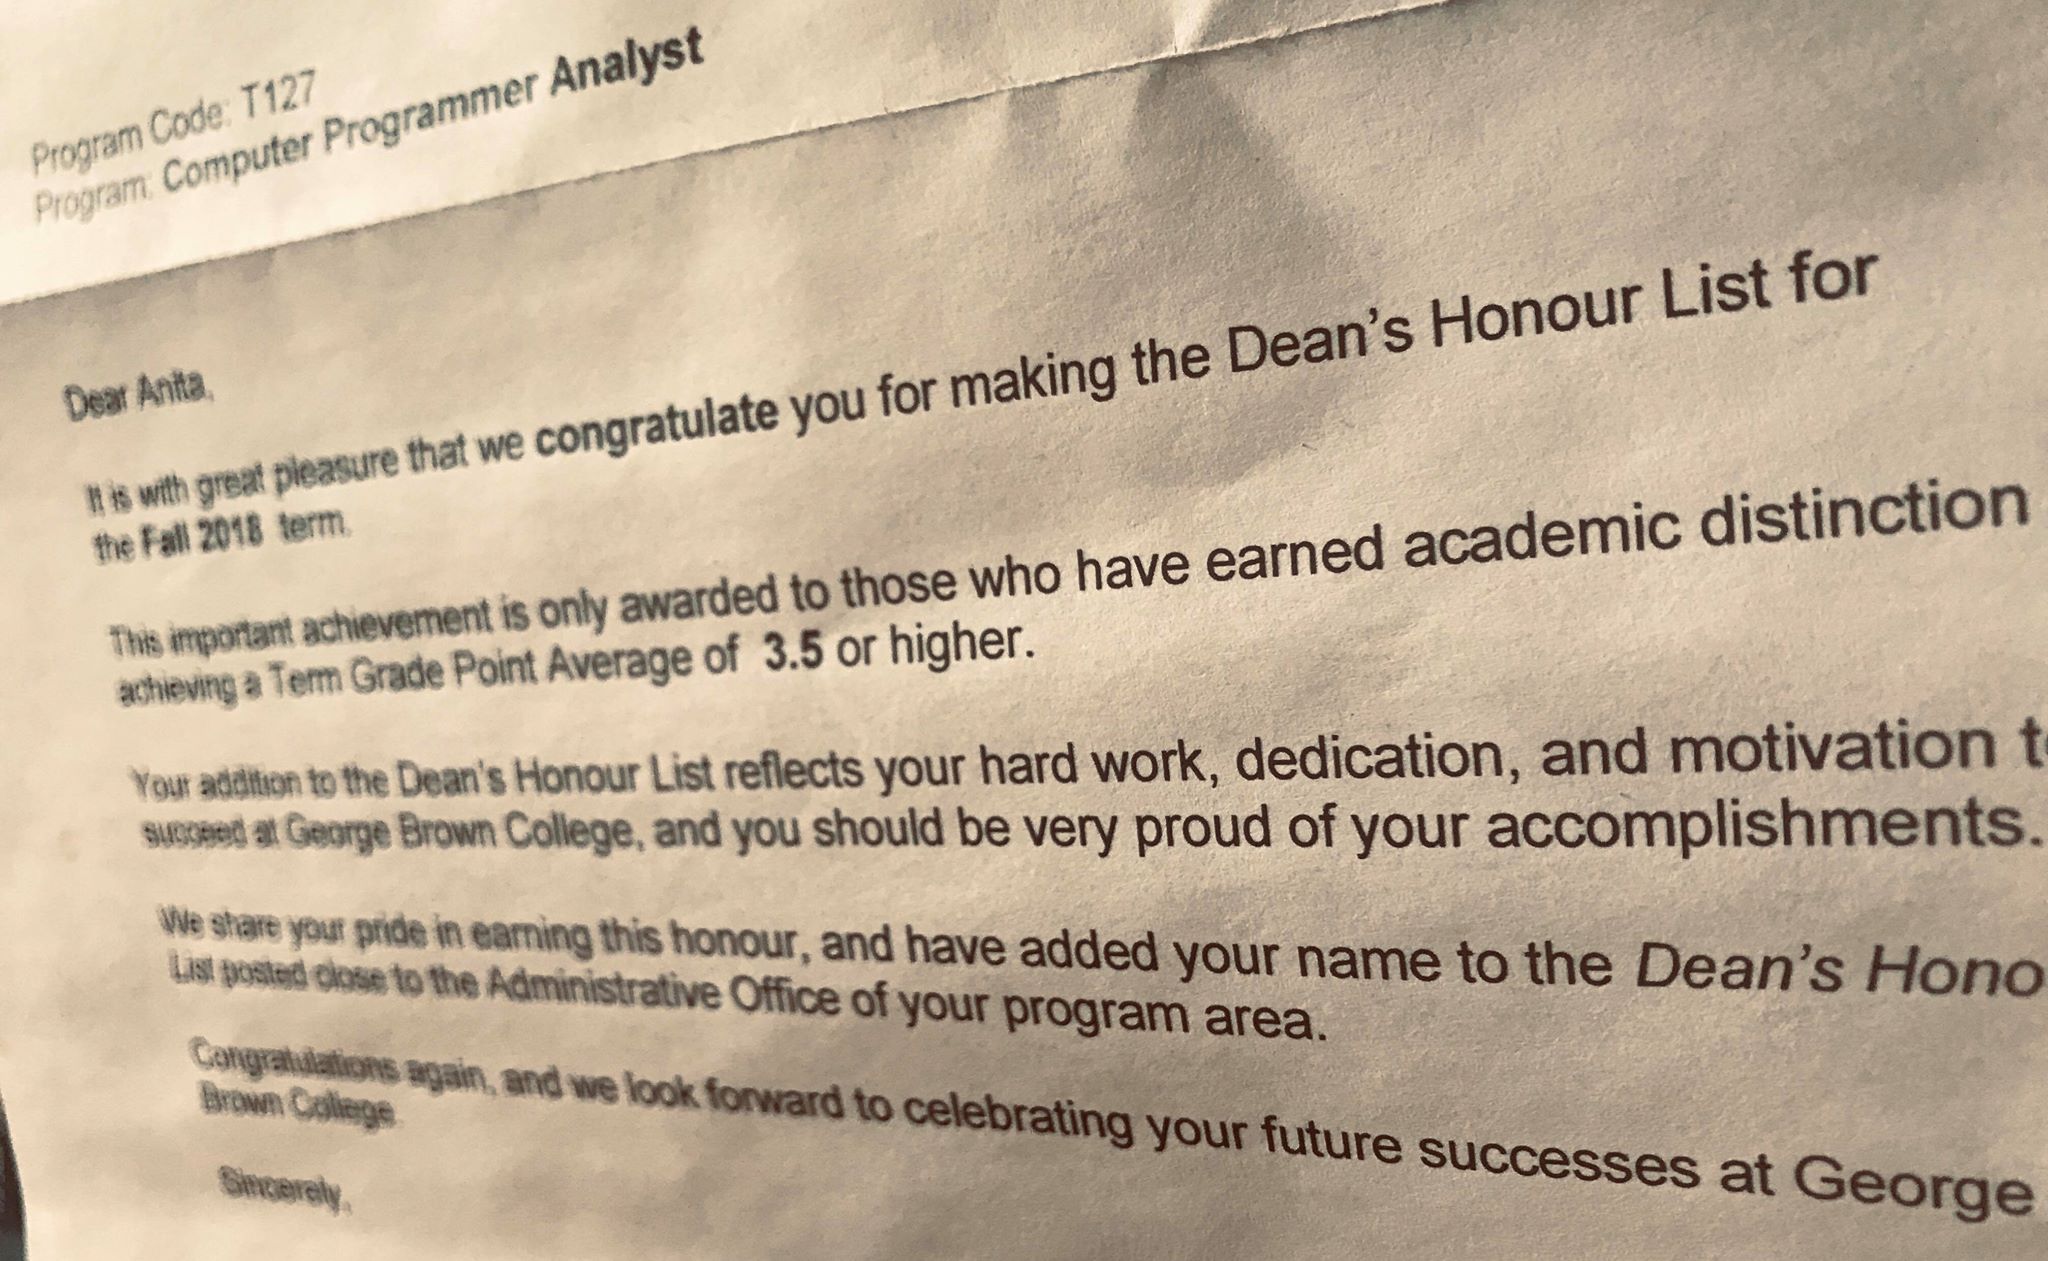 Program Code: T127
Program: Computer Programmer Analyst
Dear Anita,
It is with great pleasure that we congratulate you for making the Dean's Honour List for
the Fall 2018 term.
This important achievement is only awarded to those who have earned academic distinction
achieving a Term Grade Point Average of 3.5 or higher.
Your addition to the Dean's Honour List reflects your hard work, dedication, and motivation t
succeed at George Brown College, and you should be very proud of your accomplishments.
We share your pride in earning this honour, and have added your name to the Dean's Hono
List posted close to the Administrative Office of your program area.
Congratulations again, and we look forward to celebrating your future successes at George
Brown College
Sincerely,